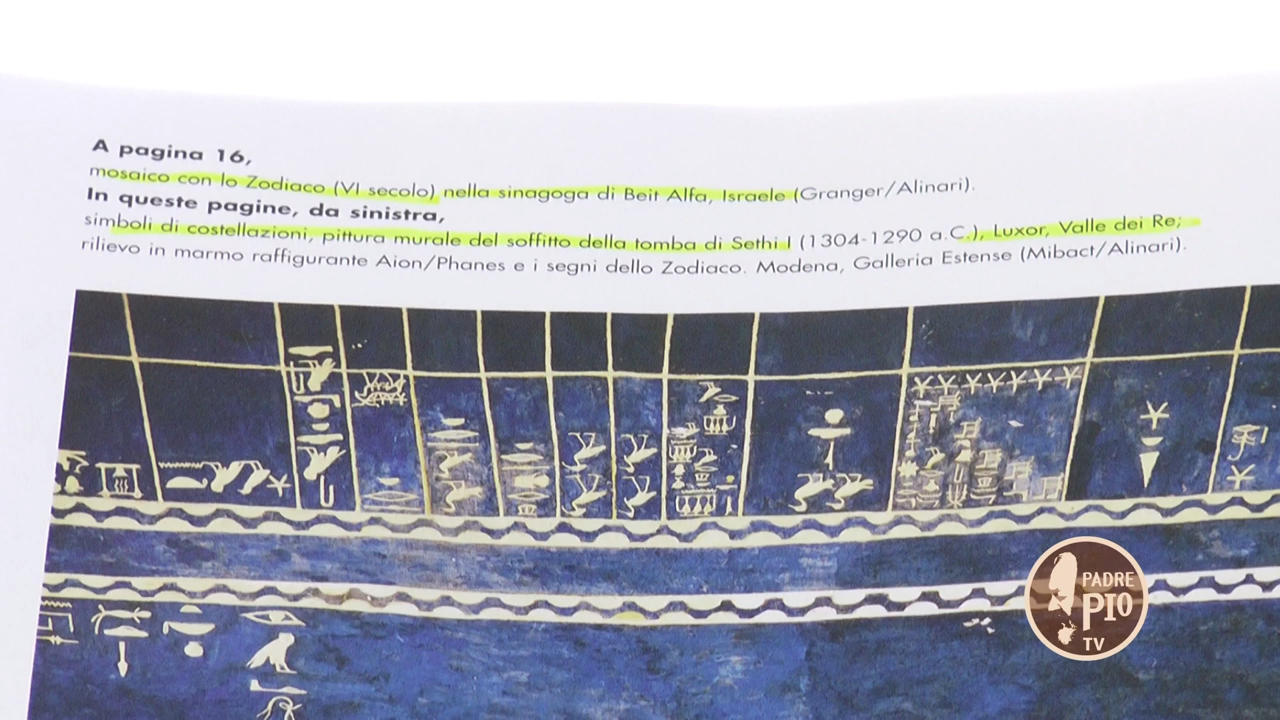 A pagina 16,
mosaico con lo Zodiaco (VI secolo) nella sinagoga di Beit Alfa, Israele (Granger/Alinari).
In queste pagine, da sinistra,
simboli di costellazioni, pittura murale del soffitto della tomba di Sethi I (1304-1290 a.C.), Luxor, Valle dei Re;
rilievo in marmo raffigurante Aion/Phanes e i segni dello Zodiaco. Modena, Galleria Estense (Mibact/Alinari).
PADRE
PIO
TV